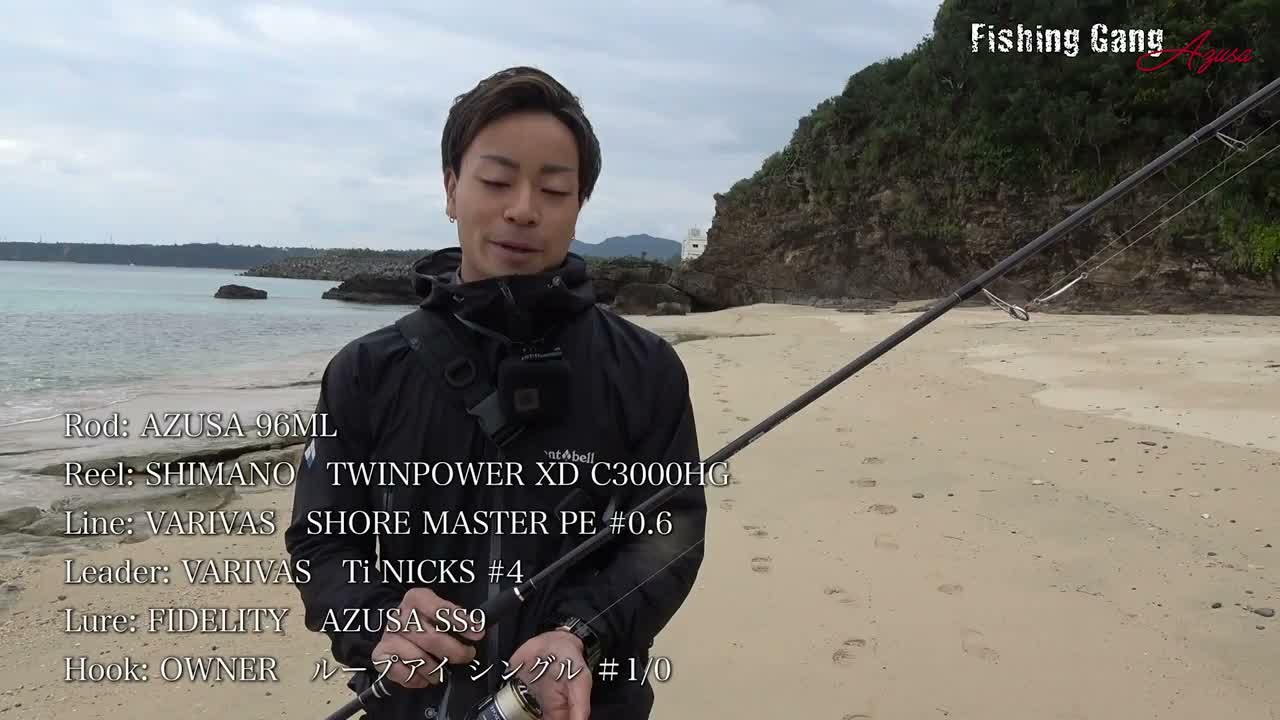 Fishing Gang Azusa
Rod: AZUSA 96ML
Reel: SHIMANO　TWINPOWER XD C3000HG
Line: VARIVAS　SHORE MASTER PE #0.6
Leader: VARIVAS　Ti NICKS #4
Lure: FIDELITY　AZUSA SS9
Hook: OWNER　ループアイ シングル ＃1/0
mont bell